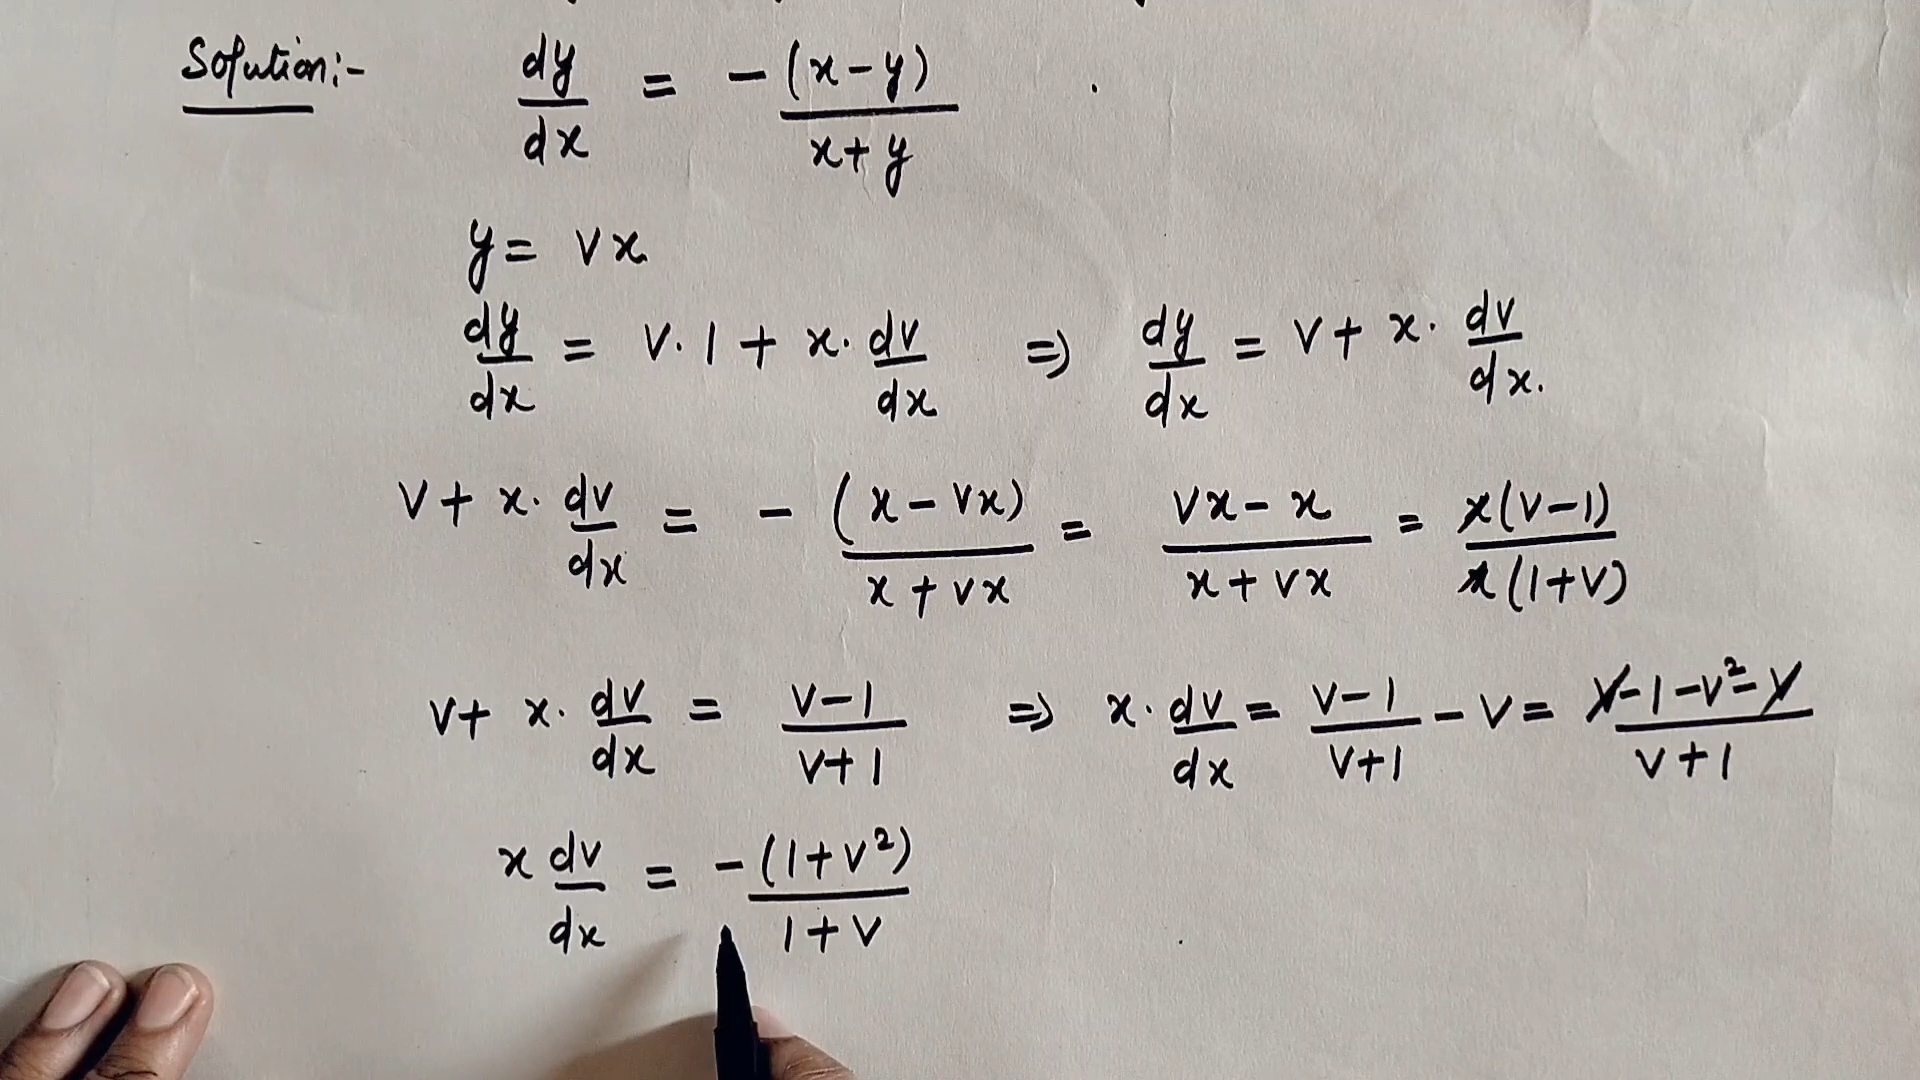 Solution:- dy/dx = -(x-y)/x+y
y = vx
dy/dx = v·1 + x·dv/dx ⇒ dy/dx = v + x·dv/dx.
v + x·dv/dx = -(x-vx)/x+vx = vx-x/x+vx = x(v-1)/x(1+v)
v + x·dv/dx = v-1/v+1 ⇒ x·dv/dx = v-1/v+1 - v = v-1-v²-v/v+1
x dv/dx = -(1+v²)/1+v